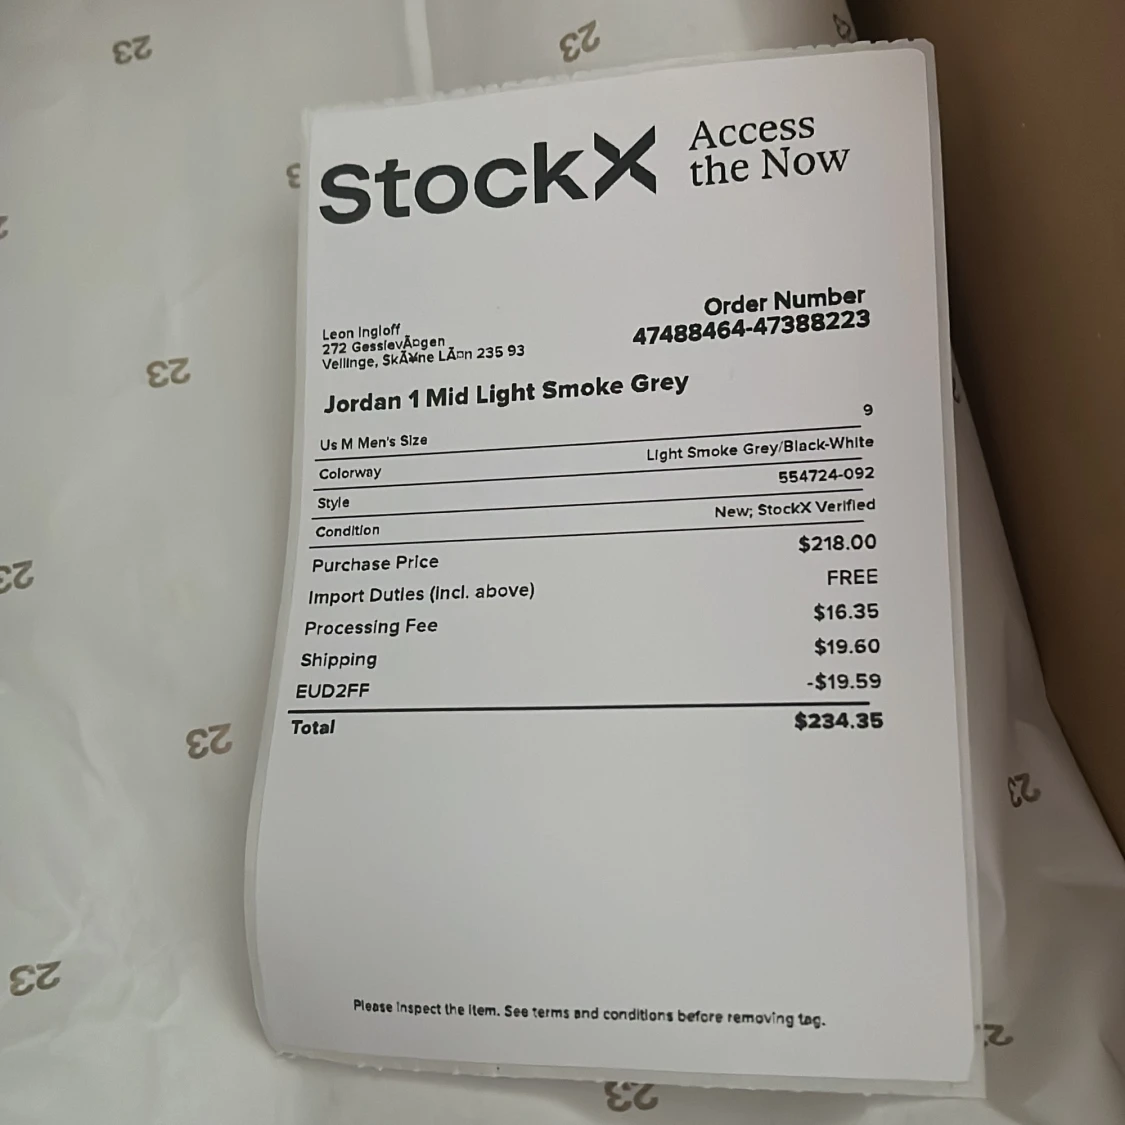 StockX
Access
the Now
Order Number
47488464-47388223
Leon Ingloff
272 GessievÃ¤gen
Vellinge, SkÃ¥ne LÃ¤n 235 93
Jordan 1 Mid Light Smoke Grey
Us M Men's Size 9
Colorway Light Smoke Grey/Black-White
Style 554724-092
Condition New; StockX Verified
Purchase Price $218.00
Import Duties (Incl. above) FREE
Processing Fee $16.35
Shipping $19.60
EUD2FF -$19.59
Total $234.35
Please inspect the item. See terms and conditions before removing tag.
23
23
23
23
23
23
23
23
23